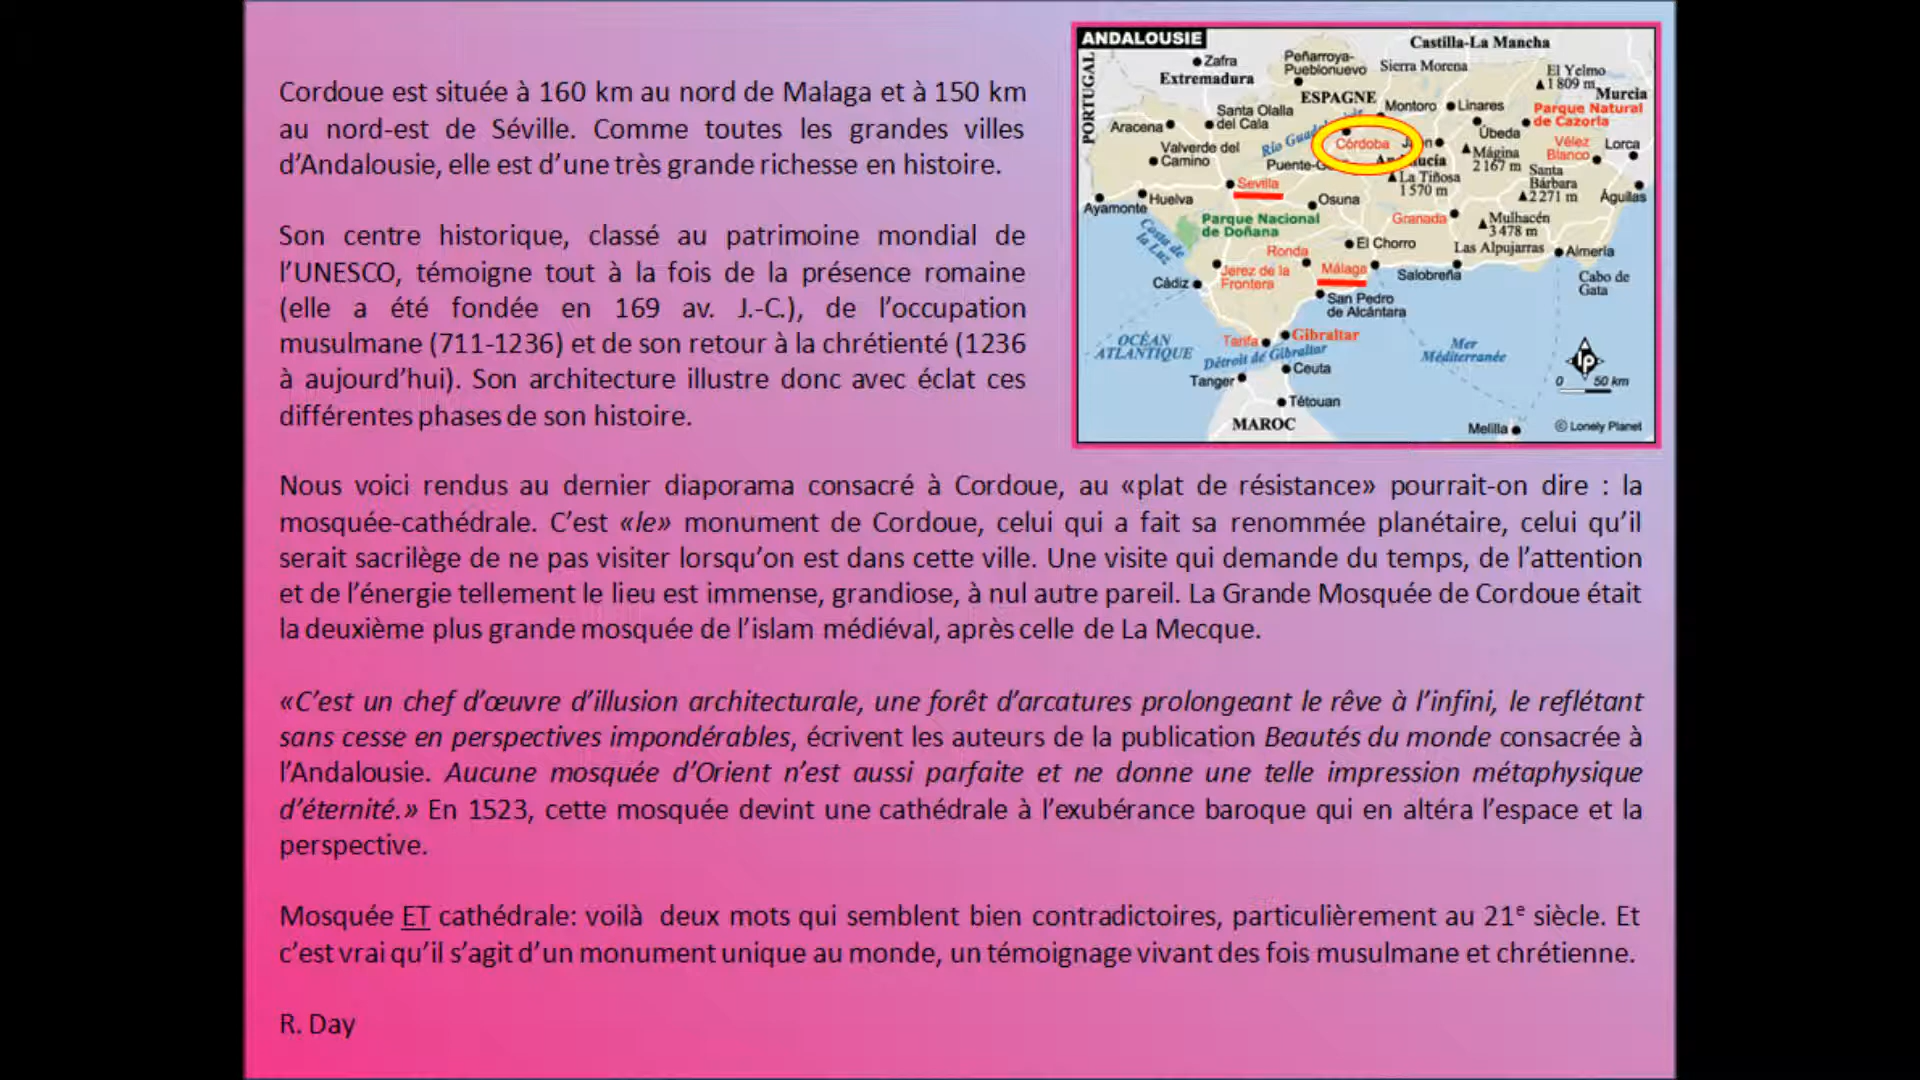 Cordoue est située à 160 km au nord de Malaga et à 150 km
au nord-est de Séville. Comme toutes les grandes villes
d’Andalousie, elle est d’une très grande richesse en histoire.
Son centre historique, classé au patrimoine mondial de
l’UNESCO, témoigne tout à la fois de la présence romaine
(elle a été fondée en 169 av. J.-C.), de l’occupation
musulmane (711-1236) et de son retour à la chrétienté (1236
à aujourd’hui). Son architecture illustre donc avec éclat ces
différentes phases de son histoire.
ANDALOUSIE
Castilla-La Mancha
PORTUGAL
Zafra
Extremadura
Peñarroya-
Pueblonuevo
Sierra Morena
El Yelmo
1 809 m
Murcia
ESPAGNE
Montoro
Linares
Parque Natural
de Cazorla
Santa Olalla
del Cala
Aracena
Úbeda
Río
Córdoba
Vélez
Blanco
Lorca
Valverde del
Camino
Mágina
2 167 m
La Tiñosa
1 570 m
Santa
Bárbara
2 271 m
Sevilla
Osuna
Águilas
Huelva
Ayamonte
Parque Nacional
de Doñana
Granada
Mulhacén
3 478 m
Costa de
la Luz
Ronda
El Chorro
Las Alpujarras
Almería
Jerez de la
Frontera
Málaga
Salobreña
Cabo de
Gata
Cádiz
San Pedro
de Alcántara
OCÉAN
ATLANTIQUE
Tarifa
Gibraltar
Détroit de Gibraltar
Mer
Méditerranée
Tanger
Ceuta
0 50 km
Tétouan
MAROC
Melilla
© Lonely Planet
Nous voici rendus au dernier diaporama consacré à Cordoue, au «plat de résistance» pourrait-on dire : la
mosquée-cathédrale. C’est «le» monument de Cordoue, celui qui a fait sa renommée planétaire, celui qu’il
serait sacrilège de ne pas visiter lorsqu’on est dans cette ville. Une visite qui demande du temps, de l’attention
et de l’énergie tellement le lieu est immense, grandiose, à nul autre pareil. La Grande Mosquée de Cordoue était
la deuxième plus grande mosquée de l’islam médiéval, après celle de La Mecque.
«C’est un chef d’œuvre d’illusion architecturale, une forêt d’arcatures prolongeant le rêve à l’infini, le reflétant
sans cesse en perspectives impondérables, écrivent les auteurs de la publication Beautés du monde consacrée à
l’Andalousie. Aucune mosquée d’Orient n’est aussi parfaite et ne donne une telle impression métaphysique
d’éternité.» En 1523, cette mosquée devint une cathédrale à l’exubérance baroque qui en altéra l’espace et la
perspective.
Mosquée ET cathédrale: voilà deux mots qui semblent bien contradictoires, particulièrement au 21e siècle. Et
c’est vrai qu’il s’agit d’un monument unique au monde, un témoignage vivant des fois musulmane et chrétienne.
R. Day